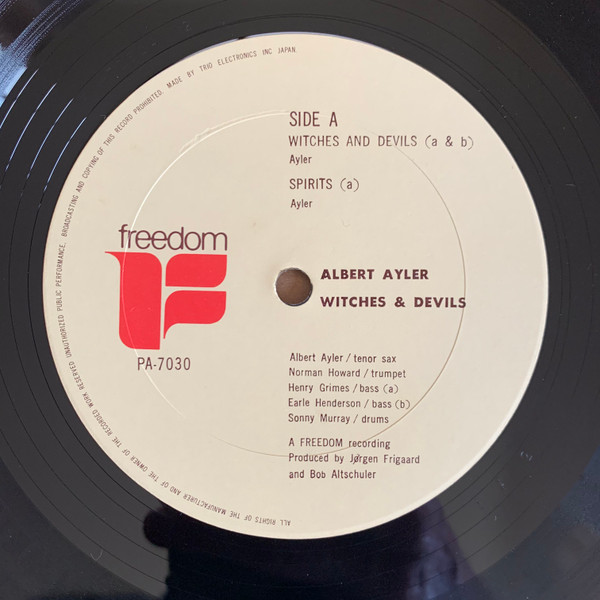 SIDE A
WITCHES AND DEVILS (a & b)
Ayler
SPIRITS (a)
Ayler
freedom
PA-7030
ALBERT AYLER
WITCHES & DEVILS
Albert Ayler / tenor sax
Norman Howard / trumpet
Henry Grimes / bass (a)
Earle Henderson / bass (b)
Sonny Murray / drums
A FREEDOM recording
Produced by Jørgen Frigaard
and Bob Altschuler
ALL RIGHTS OF THE MANUFACTURER AND OF THE OWNER OF THE RECORDED WORK RESERVED UNAUTHORIZED PUBLIC PERFORMANCE. BROADCASTING AND COPYING OF THIS RECORD PROHIBITED. MADE BY TRIO ELECTRONICS INC JAPAN.